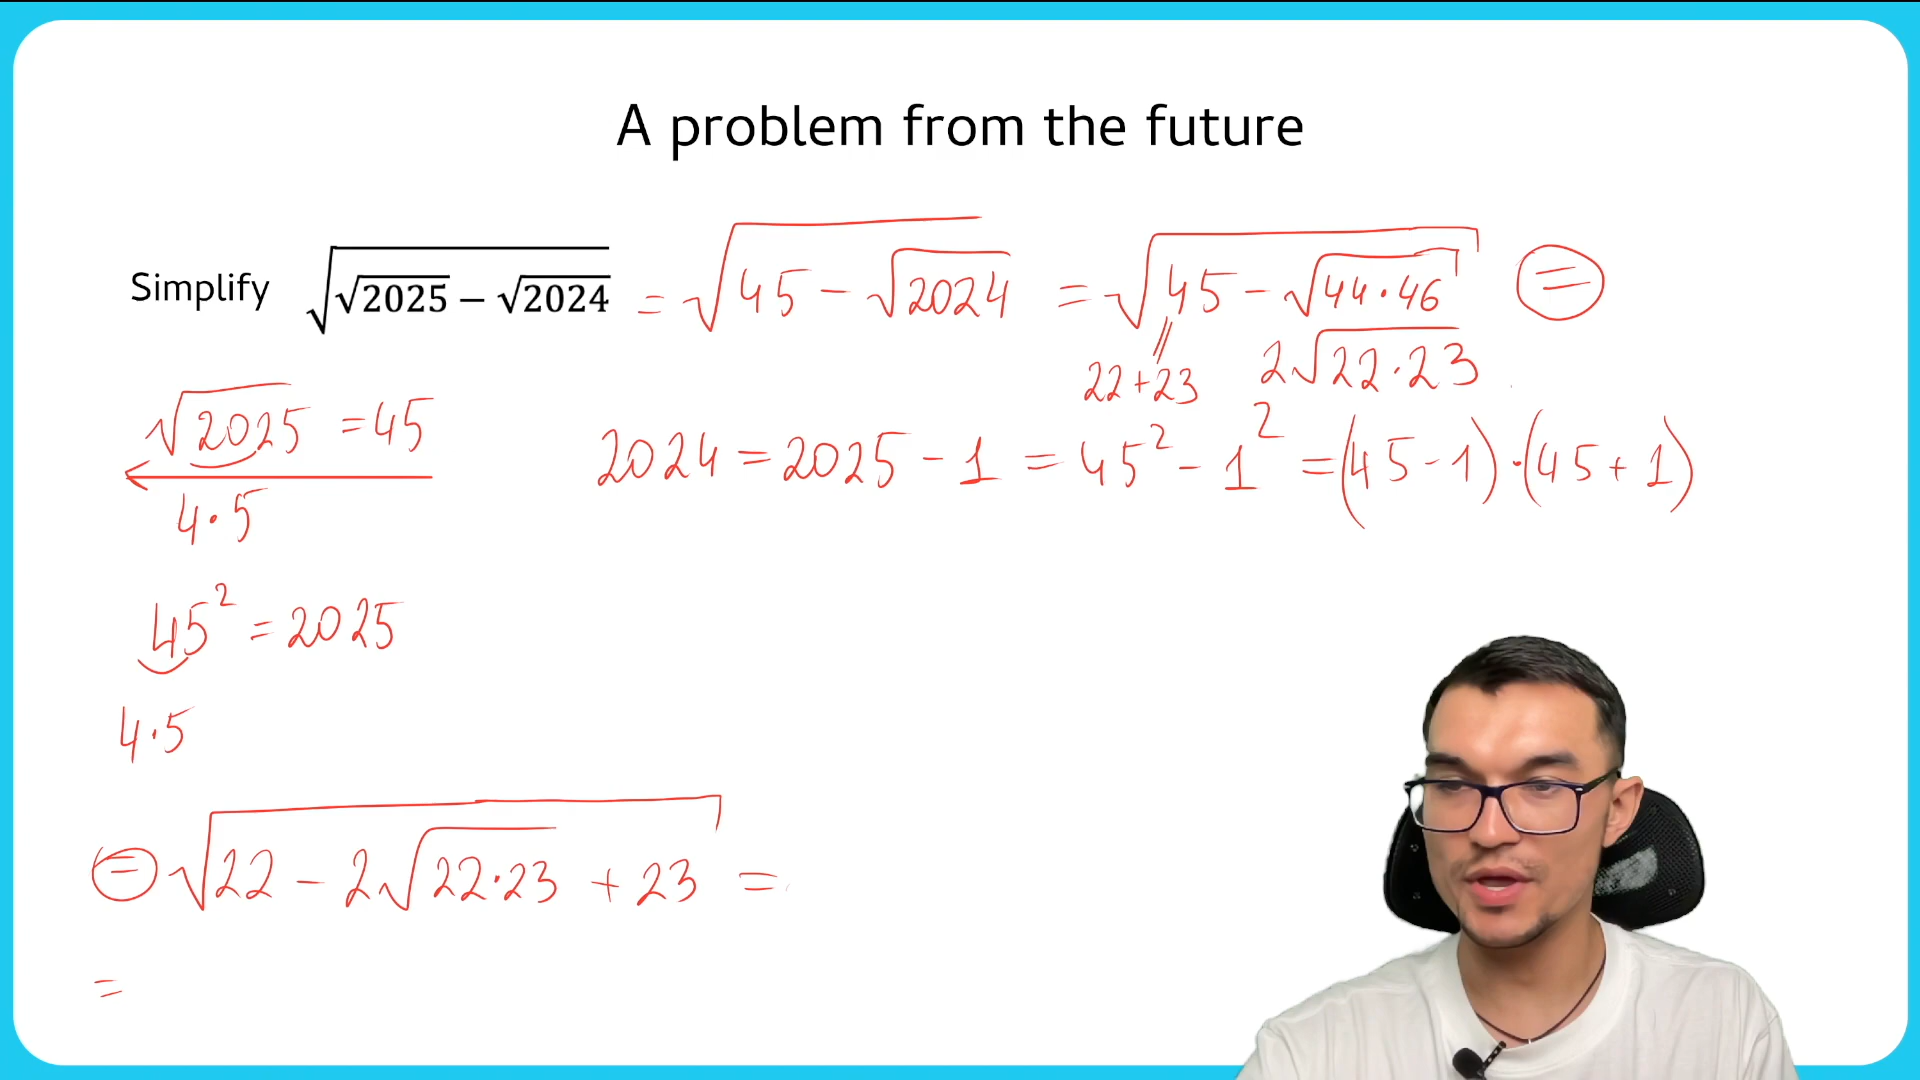 A problem from the future
Simplify √(√2025 − √2024) = √(45 − √2024) = √(45 − √(44·46)) =
22+23 2√(22·23)
√2025 = 45
4·5
2024 = 2025 − 1 = 45² − 1² = (45−1)·(45+1)
45² = 2025
4·5
= √(22 − 2√(22·23) + 23) =
=